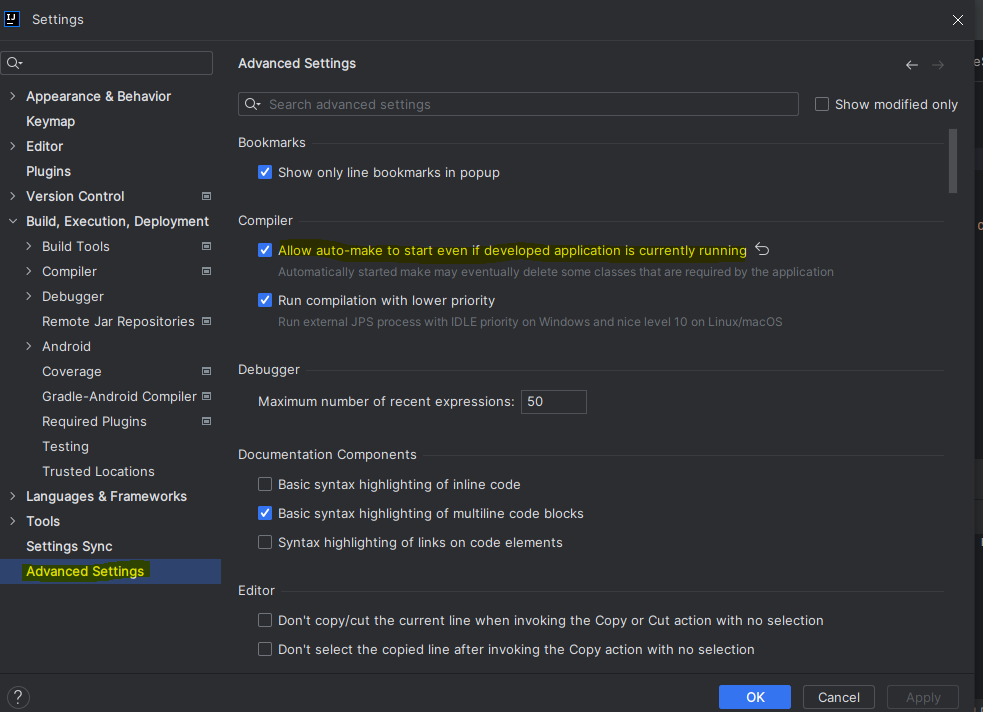 IJ
Settings
Appearance & Behavior
Keymap
Editor
Plugins
Version Control
Build, Execution, Deployment
Build Tools
Compiler
Debugger
Remote Jar Repositories
Android
Coverage
Gradle-Android Compiler
Required Plugins
Testing
Trusted Locations
Languages & Frameworks
Tools
Settings Sync
Advanced Settings
?
Advanced Settings
Search advanced settings
Show modified only
Bookmarks
Show only line bookmarks in popup
Compiler
Allow auto-make to start even if developed application is currently running
Automatically started make may eventually delete some classes that are required by the application
Run compilation with lower priority
Run external JPS process with IDLE priority on Windows and nice level 10 on Linux/macOS
Debugger
Maximum number of recent expressions: 50
Documentation Components
Basic syntax highlighting of inline code
Basic syntax highlighting of multiline code blocks
Syntax highlighting of links on code elements
Editor
Don't copy/cut the current line when invoking the Copy or Cut action with no selection
Don't select the copied line after invoking the Copy action with no selection
OK
Cancel
Apply